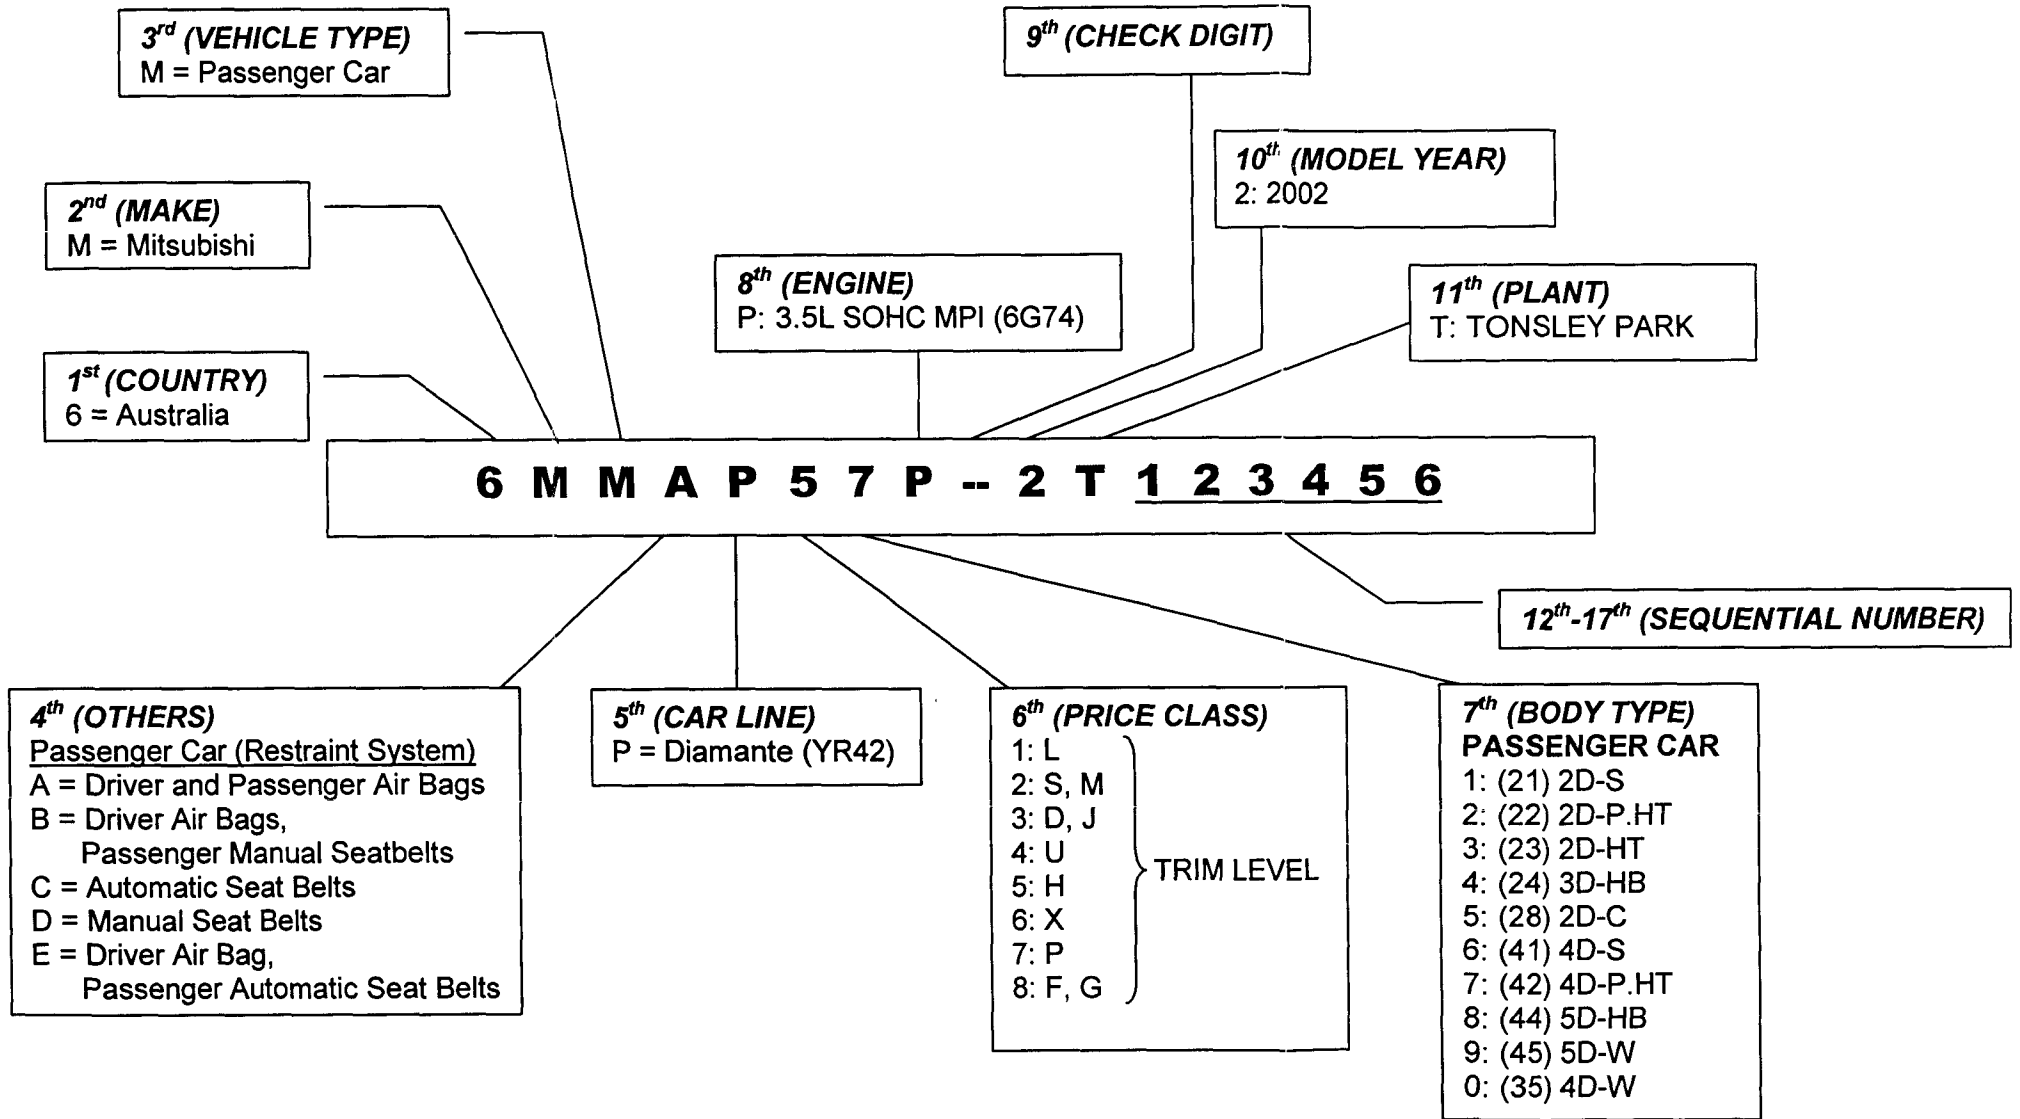 3rd (VEHICLE TYPE)
M = Passenger Car
9th (CHECK DIGIT)
10th (MODEL YEAR)
2: 2002
2nd (MAKE)
M = Mitsubishi
8th (ENGINE)
P: 3.5L SOHC MPI (6G74)
11th (PLANT)
T: TONSLEY PARK
1st (COUNTRY)
6 = Australia
6 M M A P 5 7 P -- 2 T 1 2 3 4 5 6
12th-17th (SEQUENTIAL NUMBER)
4th (OTHERS)
Passenger Car (Restraint System)
A = Driver and Passenger Air Bags
B = Driver Air Bags,
Passenger Manual Seatbelts
C = Automatic Seat Belts
D = Manual Seat Belts
E = Driver Air Bag,
Passenger Automatic Seat Belts
5th (CAR LINE)
P = Diamante (YR42)
6th (PRICE CLASS)
1: L
2: S, M
3: D, J
4: U
5: H
6: X
7: P
8: F, G
TRIM LEVEL
7th (BODY TYPE)
PASSENGER CAR
1: (21) 2D-S
2: (22) 2D-P.HT
3: (23) 2D-HT
4: (24) 3D-HB
5: (28) 2D-C
6: (41) 4D-S
7: (42) 4D-P.HT
8: (44) 5D-HB
9: (45) 5D-W
0: (35) 4D-W